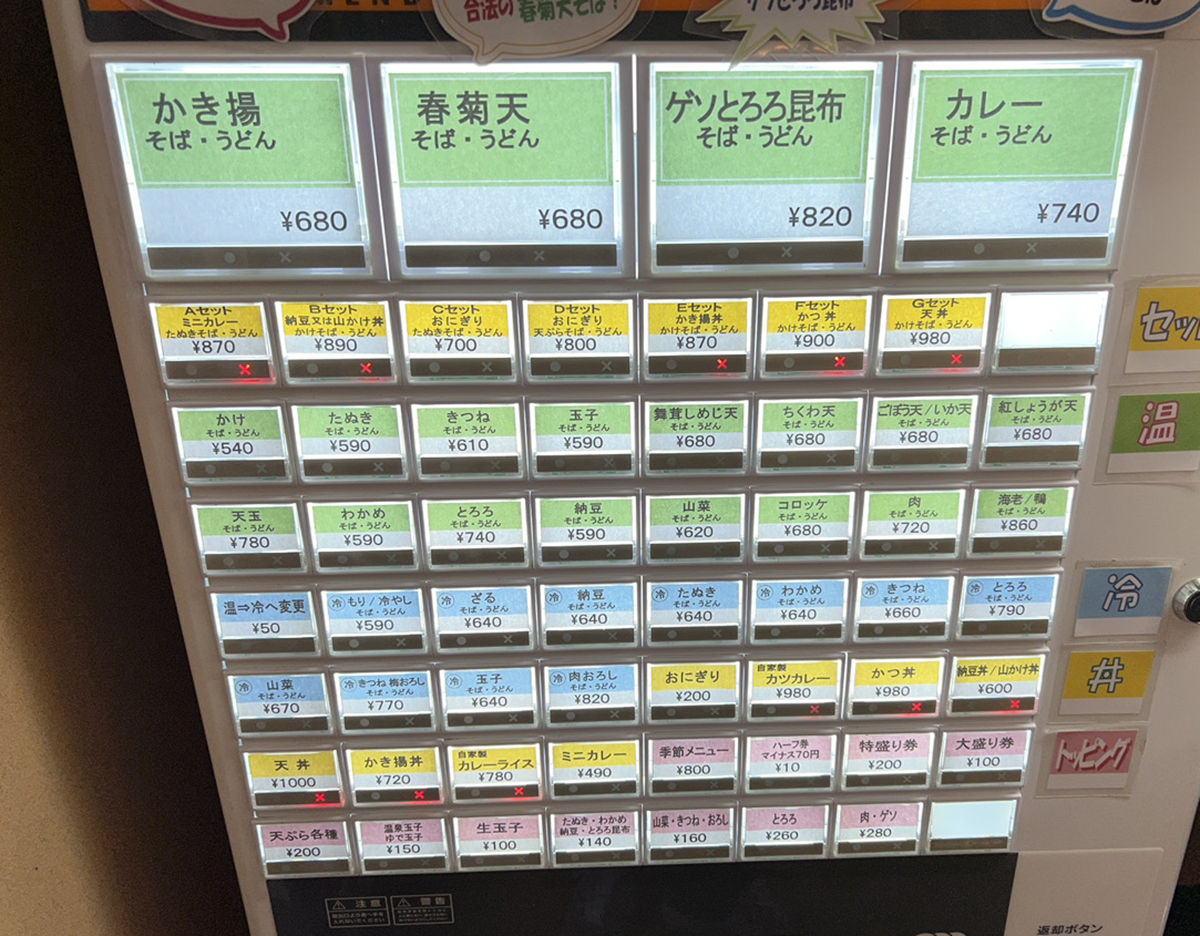 合法の春菊天そば！
かき揚
そば・うどん
¥680
春菊天
そば・うどん
¥680
ゲソとろろ昆布
そば・うどん
¥820
カレー
そば・うどん
¥740
Aセット
ミニカレー
たぬきそば・うどん
¥870
Bセット
納豆又は山かけ丼
かけそば・うどん
¥890
Cセット
おにぎり
たぬきそば・うどん
¥700
Dセット
おにぎり
天ぷらそば・うどん
¥800
Eセット
かき揚丼
かけそば・うどん
¥870
Fセット
かつ丼
かけそば・うどん
¥900
Gセット
天丼
かけそば・うどん
¥980
かけ
そば・うどん
¥540
たぬき
そば・うどん
¥590
きつね
そば・うどん
¥610
玉子
そば・うどん
¥590
舞茸しめじ天
そば・うどん
¥680
ちくわ天
そば・うどん
¥680
ごぼう天/いか天
そば・うどん
¥680
紅しょうが天
そば・うどん
¥680
温
天玉
そば・うどん
¥780
わかめ
そば・うどん
¥590
とろろ
そば・うどん
¥740
納豆
そば・うどん
¥590
山菜
そば・うどん
¥620
コロッケ
そば・うどん
¥680
肉
そば・うどん
¥720
海老/鴨
そば・うどん
¥860
温⇒冷へ変更
¥50
冷 もり/冷やし
そば・うどん
¥590
冷 ざる
そば・うどん
¥640
冷 納豆
そば・うどん
¥640
冷 たぬき
そば・うどん
¥640
冷 わかめ
そば・うどん
¥640
冷 きつね
そば・うどん
¥660
冷 とろろ
そば・うどん
¥790
冷
冷 山菜
そば・うどん
¥670
冷 きつね 梅おろし
そば・うどん
¥770
冷 玉子
そば・うどん
¥640
冷 肉おろし
そば・うどん
¥820
おにぎり
¥200
自家製
カツカレー
¥980
かつ丼
¥980
納豆丼/山かけ丼
¥600
丼
天丼
¥1000
かき揚丼
¥720
自家製
カレーライス
¥780
ミニカレー
¥490
季節メニュー
¥800
ハーフ券
マイナス70円
¥10
特盛り券
¥200
大盛り券
¥100
トッピング
天ぷら各種
¥200
温泉玉子
ゆで玉子
¥150
生玉子
¥100
たぬき・わかめ
納豆・とろろ昆布
¥140
山菜・きつね・おろし
¥160
とろろ
¥260
肉・ゲソ
¥280
注意
警告
返却ボタン